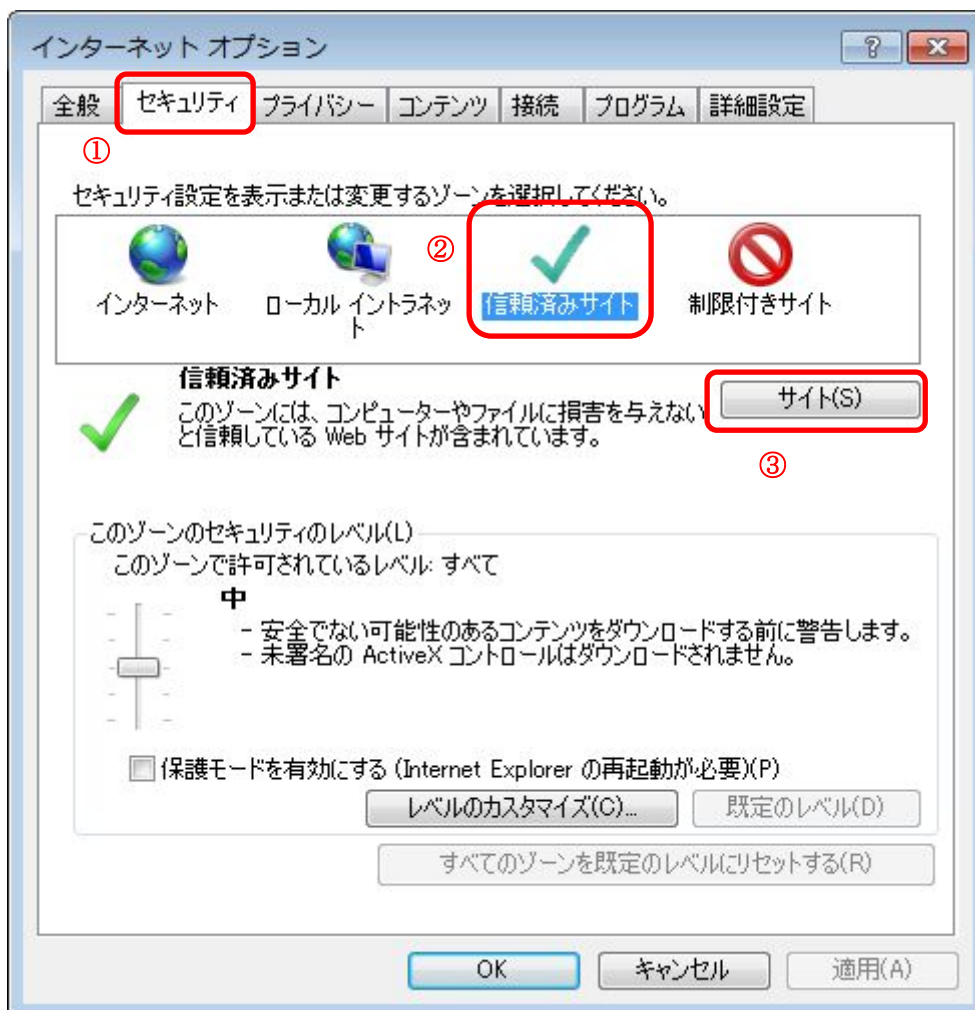 インターネット オプション
全般 セキュリティ プライバシー コンテンツ 接続 プログラム 詳細設定
①
セキュリティ設定を表示または変更するゾーンを選択してください。
②
インターネット
ローカル イントラネッ
ト
信頼済みサイト
制限付きサイト
信頼済みサイト
このゾーンには、コンピューターやファイルに損害を与えない
と信頼している Web サイトが含まれています。
サイト(S)
③
このゾーンのセキュリティのレベル(L)
このゾーンで許可されているレベル: すべて
中
- 安全でない可能性のあるコンテンツをダウンロードする前に警告します。
- 未署名の ActiveX コントロールはダウンロードされません。
保護モードを有効にする (Internet Explorer の再起動が必要)(P)
レベルのカスタマイズ(C)... 既定のレベル(D)
すべてのゾーンを既定のレベルにリセットする(R)
OK キャンセル 適用(A)